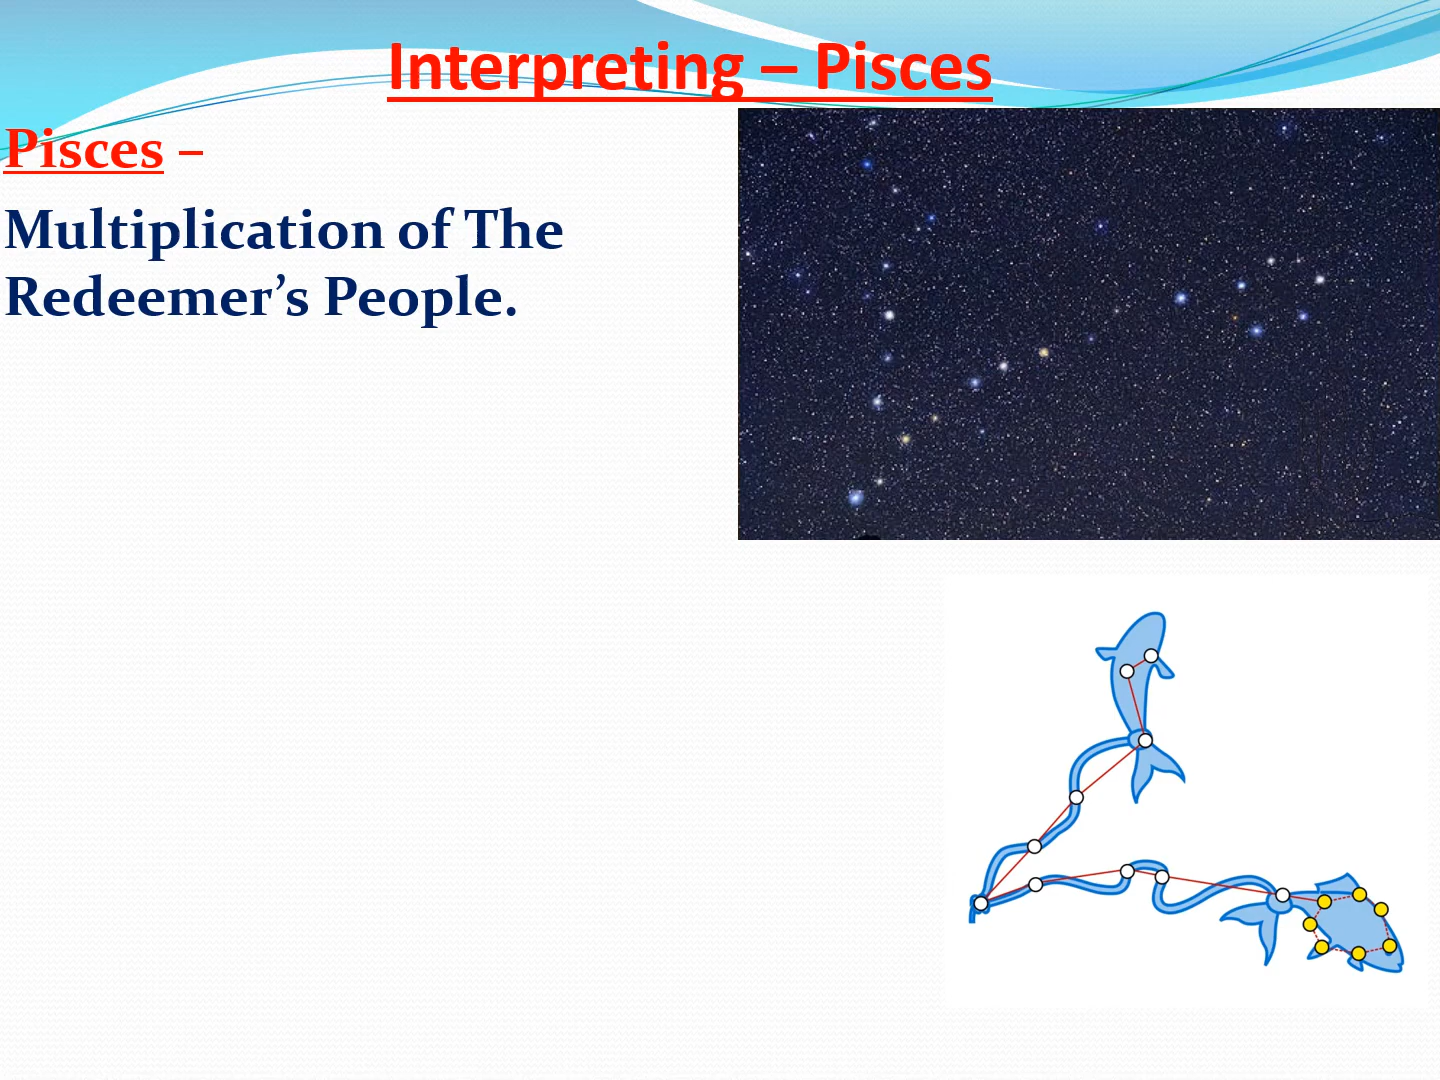 Interpreting – Pisces
Pisces –
Multiplication of The
Redeemer’s People.